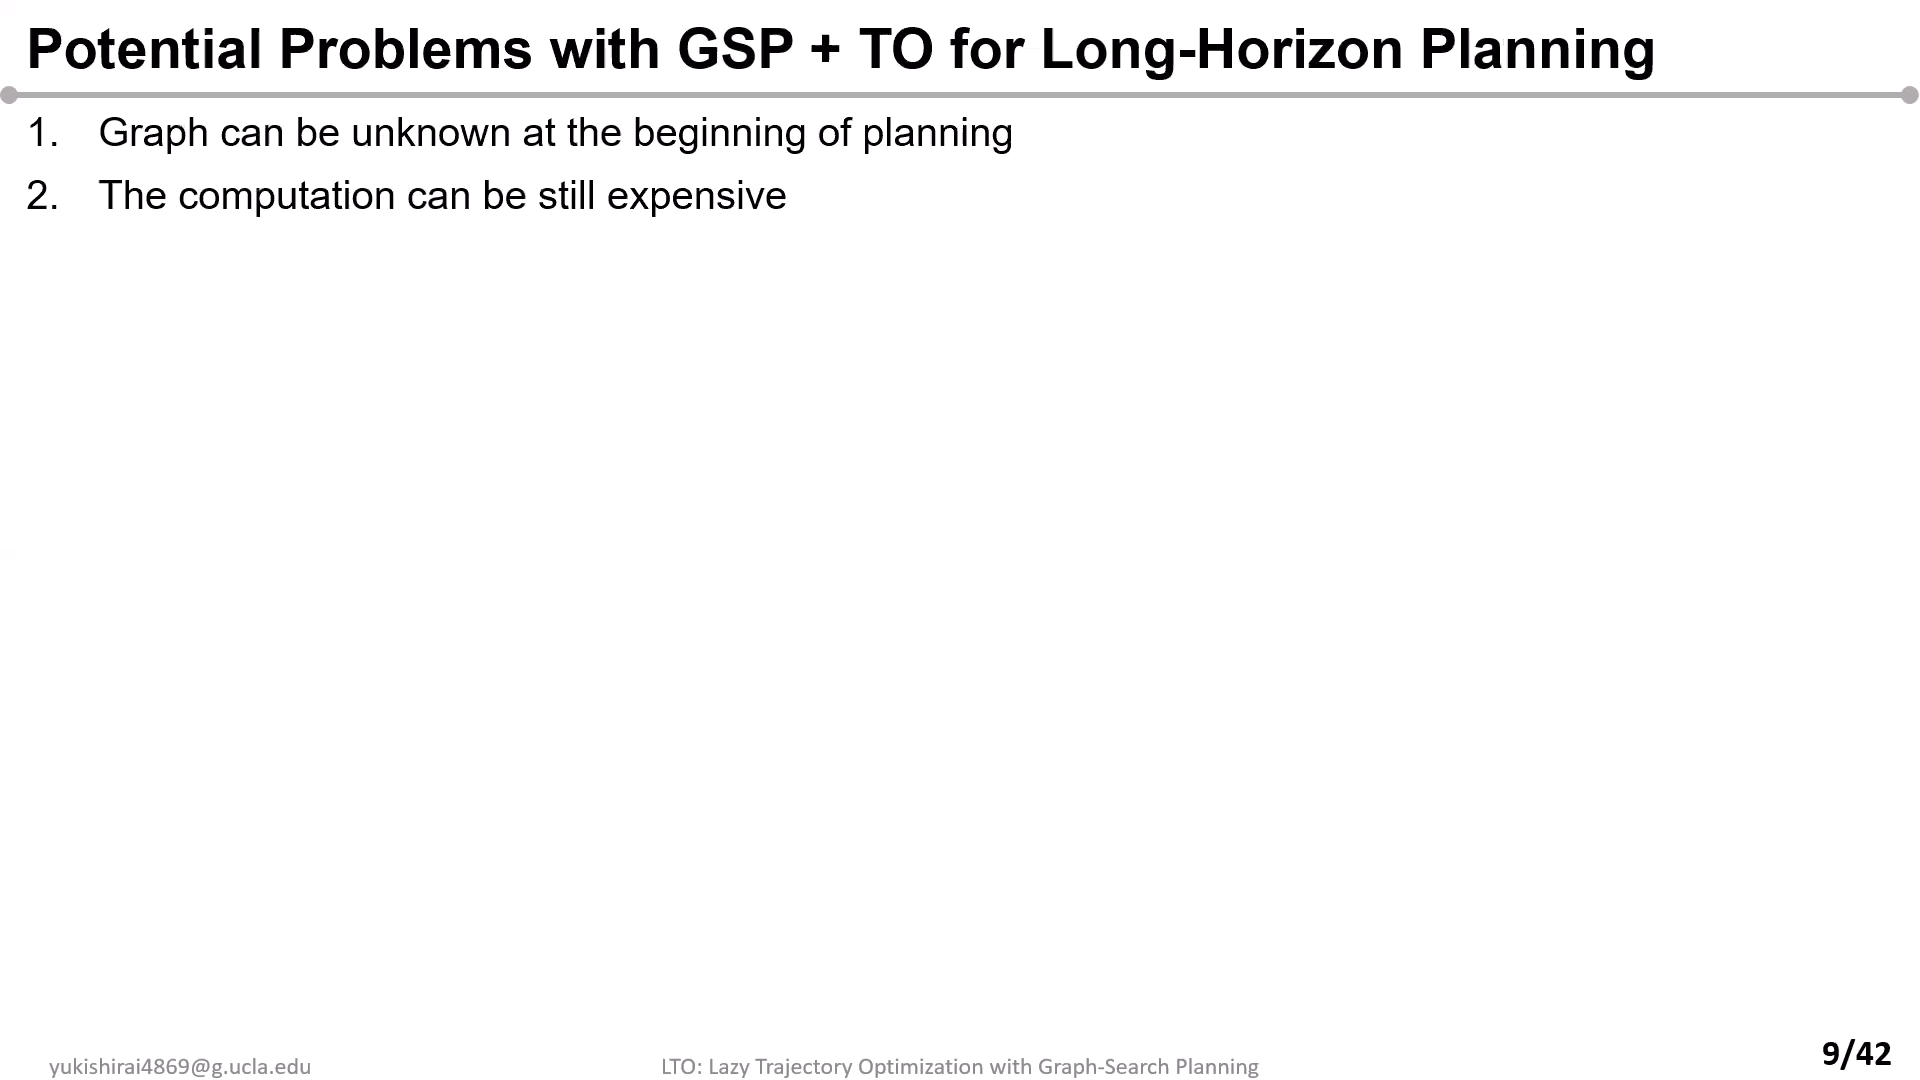 Potential Problems with GSP + TO for Long-Horizon Planning
1. Graph can be unknown at the beginning of planning
2. The computation can be still expensive
yukishirai4869@g.ucla.edu
LTO: Lazy Trajectory Optimization with Graph-Search Planning
9/42